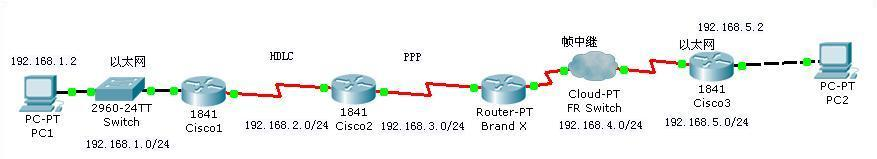 192.168.5.2
192.168.1.2
以太网
HDLC
PPP
帧中继
以太网
PC-PT
PC1
2960-24TT
Switch
192.168.1.0/24
1841
Cisco1
192.168.2.0/24
1841
Cisco2
192.168.3.0/24
Router-PT
Brand X
Cloud-PT
FR Switch
192.168.4.0/24
1841
Cisco3
192.168.5.0/24
PC-PT
PC2